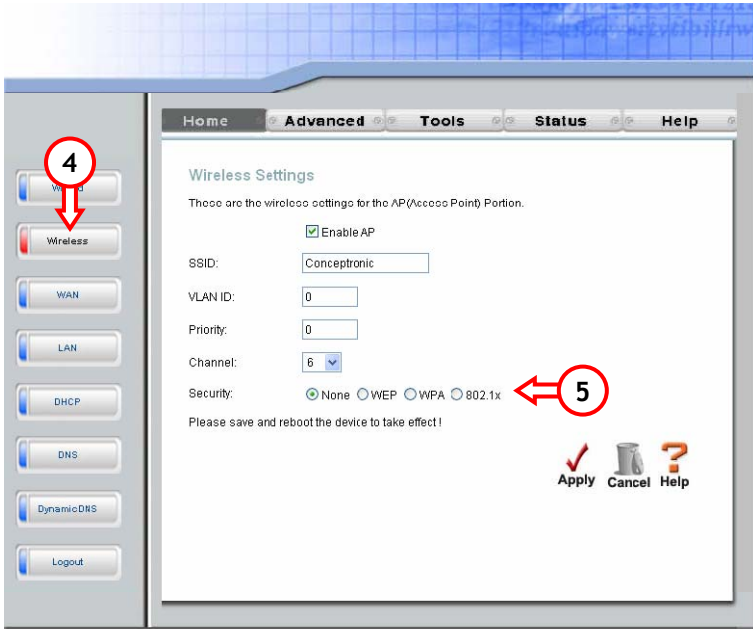 Home Advanced Tools Status Help
4
Wireless
WAN
LAN
DHCP
DNS
DynamicDNS
Logout
Wireless Settings
These are the wireless settings for the AP(Access Point) Portion.
Enable AP
SSID: Conceptronic
VLAN ID: 0
Priority: 0
Channel: 6
Security: None WEP WPA 802.1x
5
Please save and reboot the device to take effect !
Apply Cancel Help